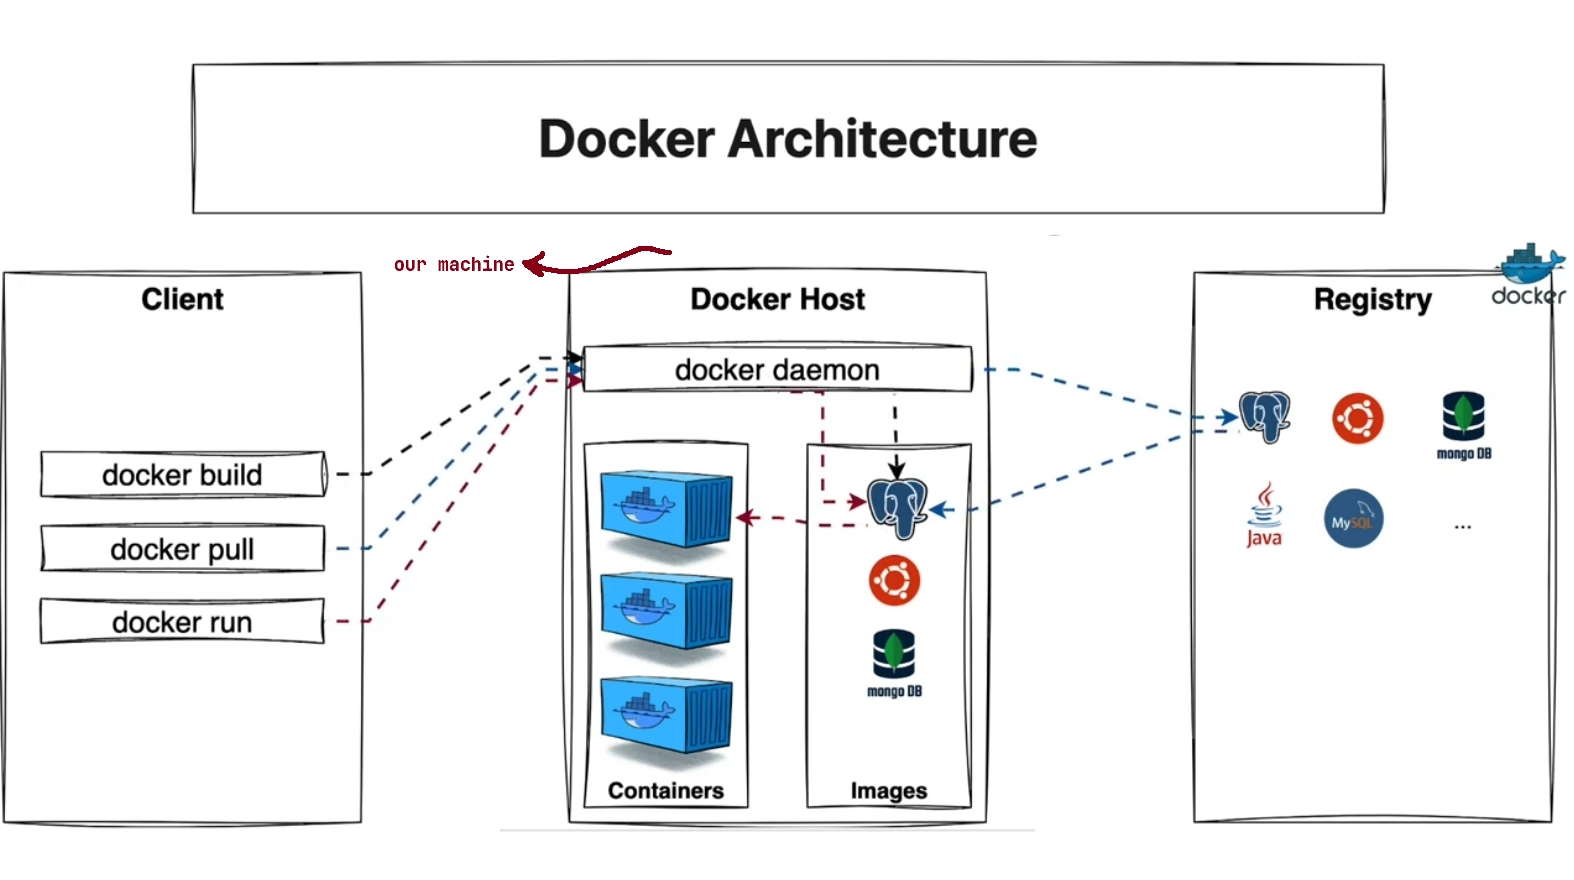 Docker Architecture
our machine
Client
Docker Host
Registry
docker
docker daemon
docker build
docker pull
docker run
mongo DB
Java
MySQL
...
mongo DB
Containers
Images